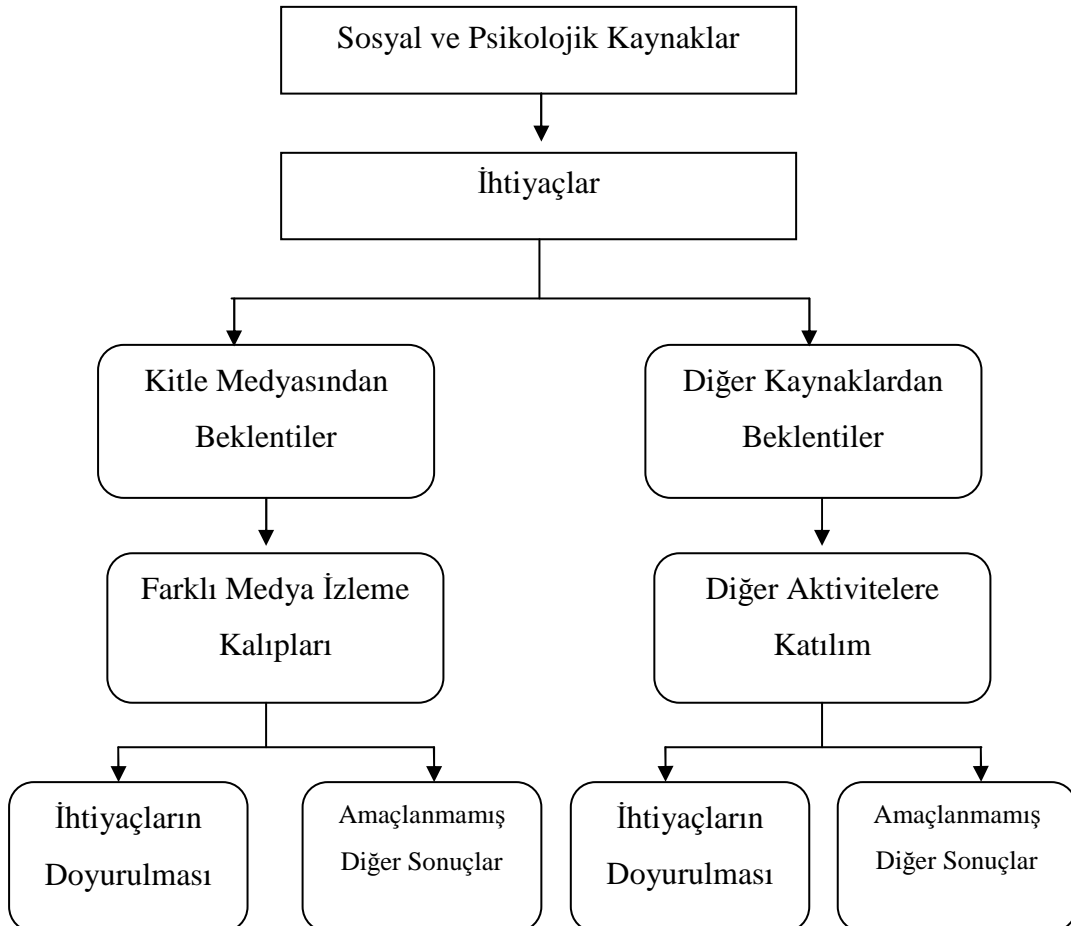 Sosyal ve Psikolojik Kaynaklar
İhtiyaçlar
Kitle Medyasından
Beklentiler
Diğer Kaynaklardan
Beklentiler
Farklı Medya İzleme
Kalıpları
Diğer Aktivitelere
Katılım
İhtiyaçların
Doyurulması
Amaçlanmamış
Diğer Sonuçlar
İhtiyaçların
Doyurulması
Amaçlanmamış
Diğer Sonuçlar